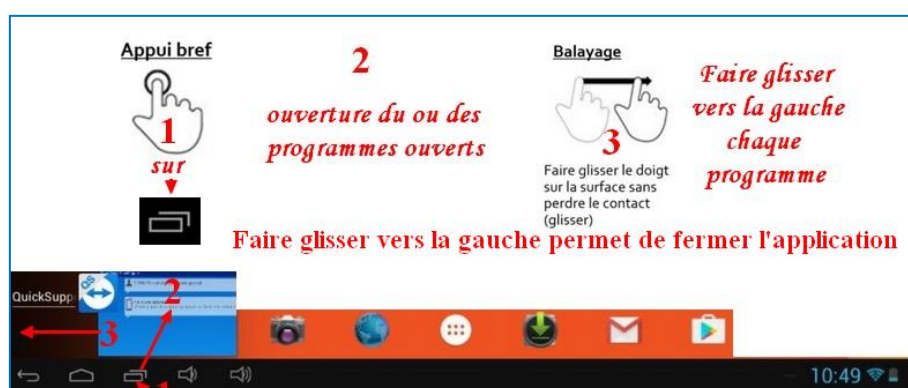 Appui bref
1
sur
2
ouverture du ou des
programmes ouverts
Balayage
3
Faire glisser le doigt
sur la surface sans
perdre le contact
(glisser)
Faire glisser
vers la gauche
chaque
programme
Faire glisser vers la gauche permet de fermer l'application
QuickSupp
QS
2
3
1
10:49